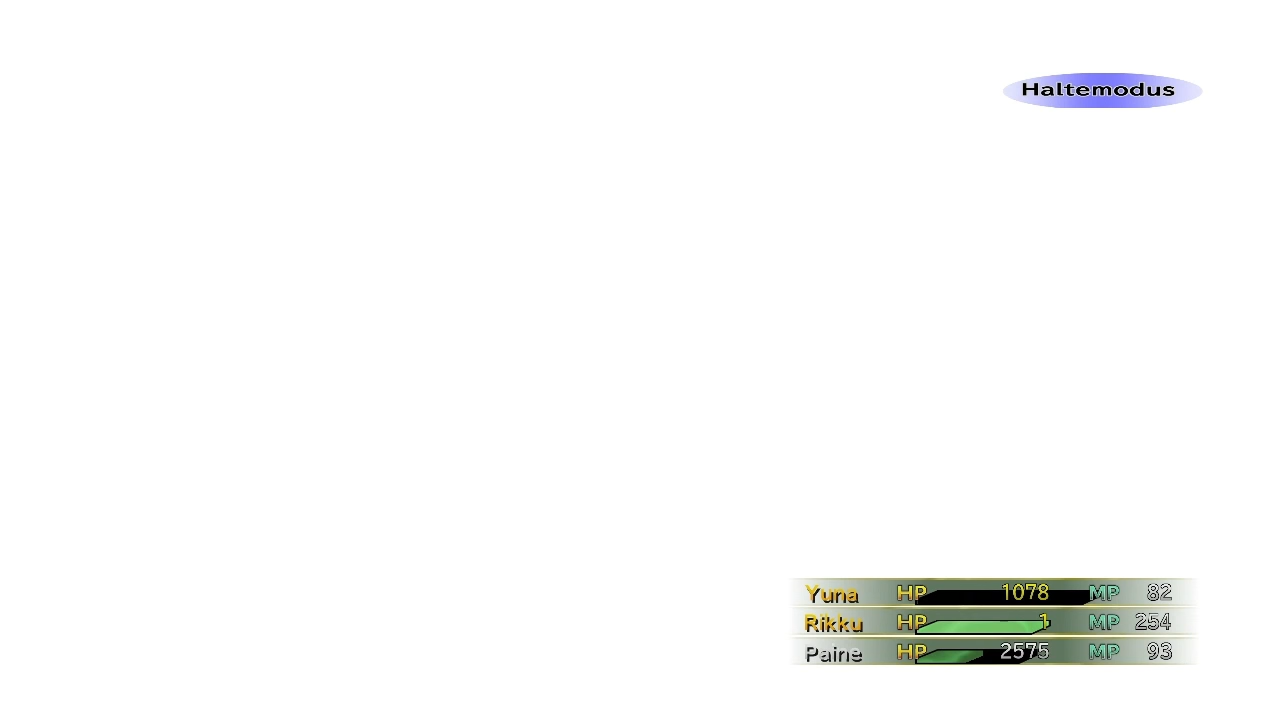 Haltemodus
Yuna HP 1078 MP 82
Rikku HP 1 MP 254
Paine HP 2575 MP 93